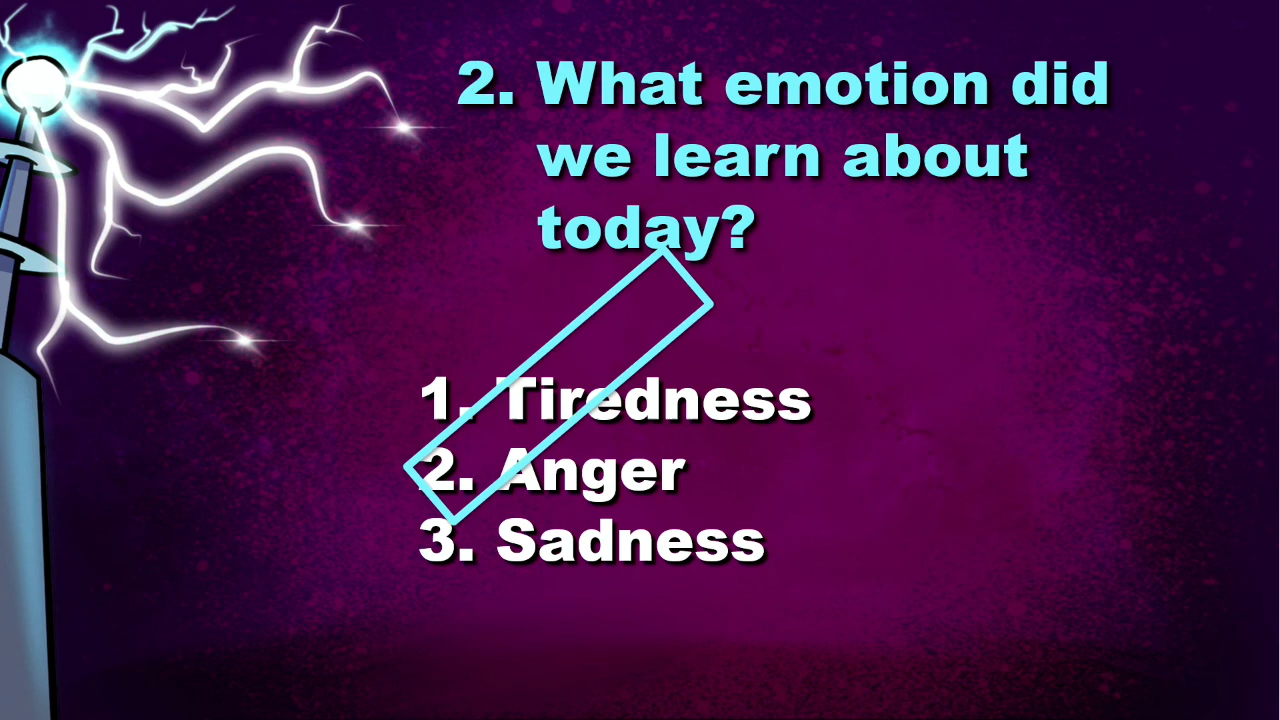 2. What emotion did
we learn about
today?
1. Tiredness
2. Anger
3. Sadness